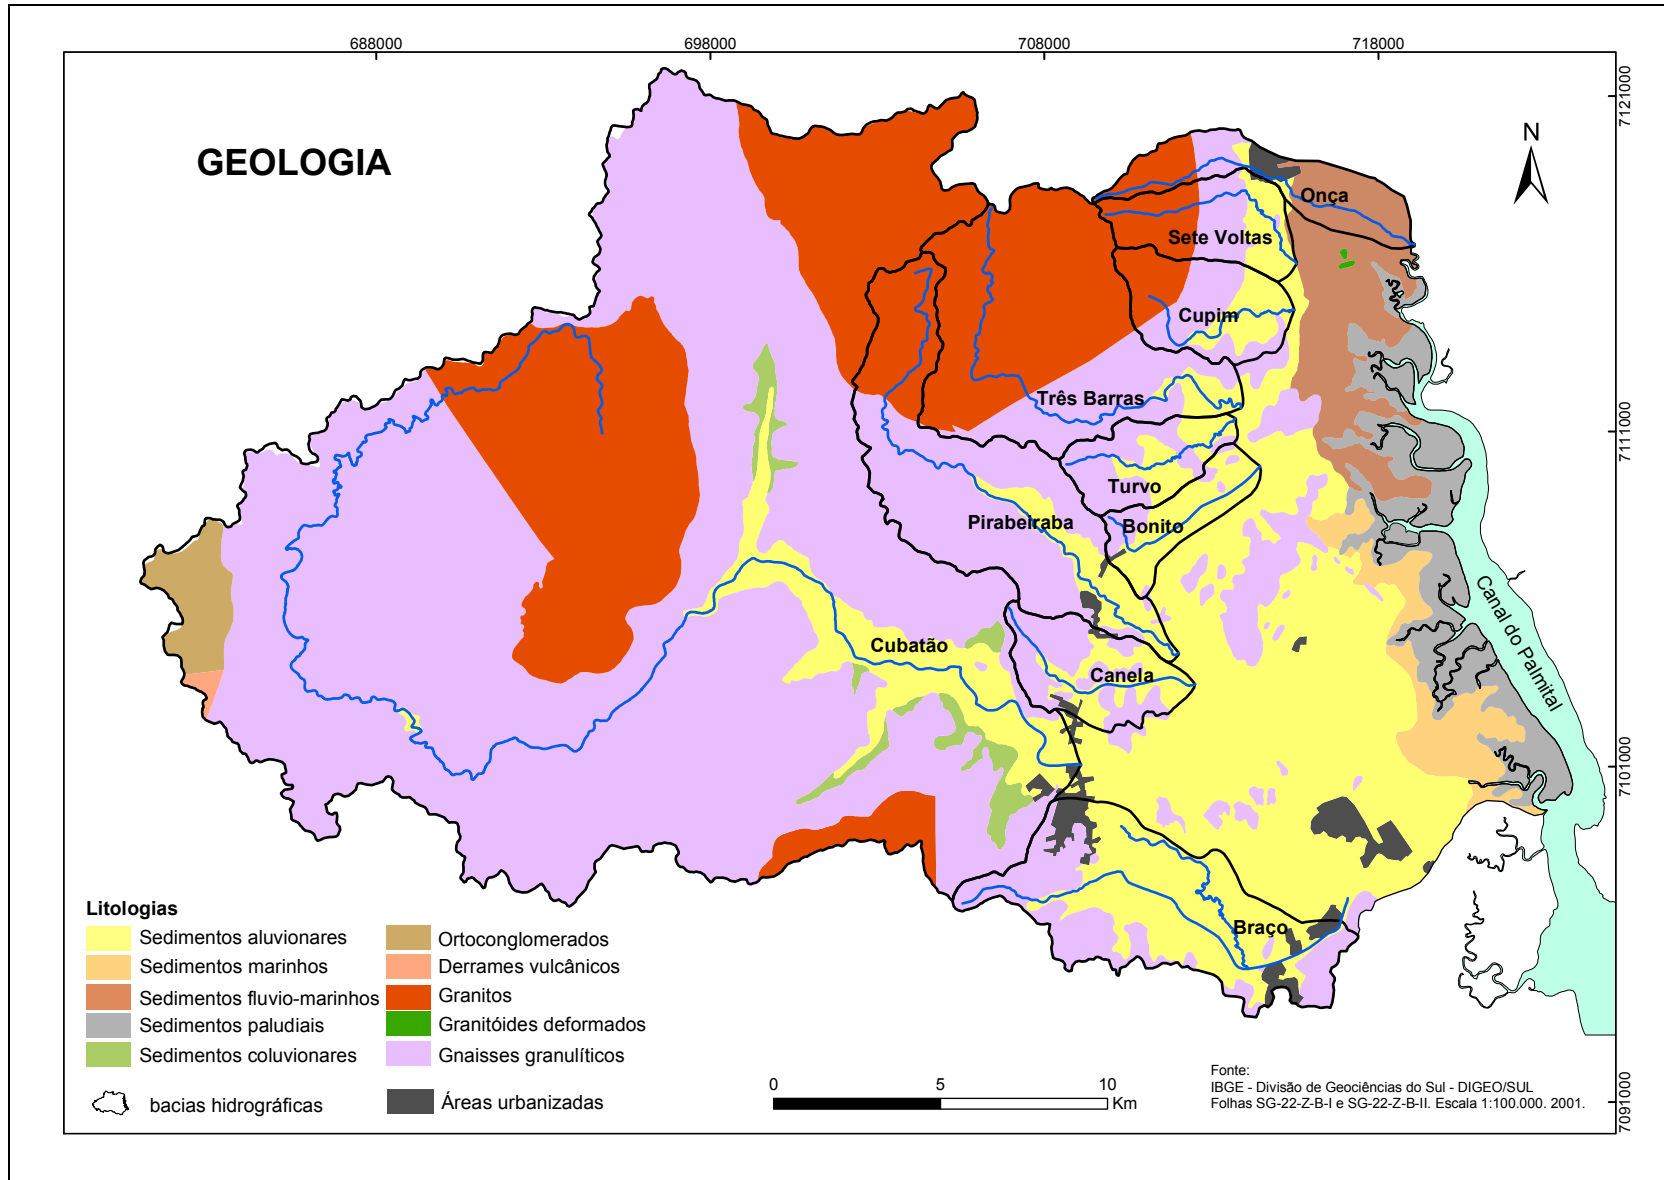 688000
698000
708000
718000
7121000
GEOLOGIA
N
Onça
Sete Voltas
Cupim
Três Barras
7111000
Turvo
Pirabeiraba
Bonito
Canal do Palmital
Cubatão
Canela
7101000
Braço
Litologias
Sedimentos aluvionares
Sedimentos marinhos
Sedimentos fluvio-marinhos
Sedimentos paludiais
Sedimentos coluvionares
bacias hidrográficas
Ortoconglomerados
Derrames vulcânicos
Granitos
Granitóides deformados
Gnaisses granulíticos
Áreas urbanizadas
0
5
10
Km
Fonte:
IBGE - Divisão de Geociências do Sul - DIGEO/SUL
Folhas SG-22-Z-B-I e SG-22-Z-B-II. Escala 1:100.000. 2001.
7091000